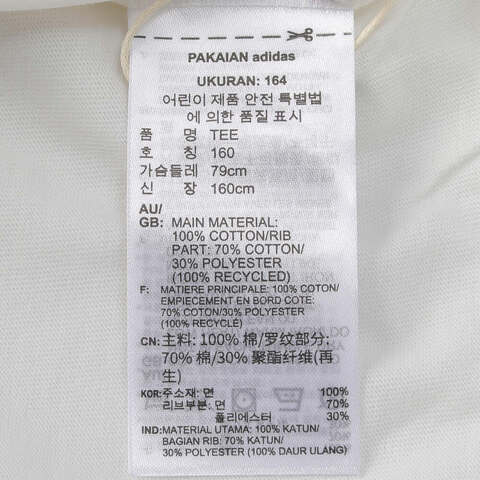 PAKAIAN adidas
UKURAN: 164
어린이 제품 안전 특별법
에 의한 품질 표시
품 명 TEE
호 칭 160
가슴둘레 79cm
신 장 160cm
AU/
GB: MAIN MATERIAL:
100% COTTON/RIB
PART: 70% COTTON/
30% POLYESTER
(100% RECYCLED)
F: MATIERE PRINCIPALE: 100% COTON/
EMPIECEMENT EN BORD COTE:
70% COTON/30% POLYESTER
(100% RECYCLÉ)
CN: 主料: 100% 棉/罗纹部分:
70% 棉/30% 聚酯纤维(再
生)
KOR: 주소재: 면 100%
리브부분: 면 70%
폴리에스터 30%
IND: MATERIAL UTAMA: 100% KATUN/
BAGIAN RIB: 70% KATUN/
30% POLYESTER (100% DAUR ULANG)